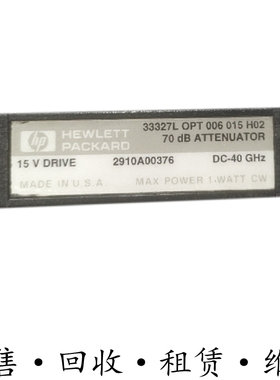 hp HEWLETT PACKARD
33327L OPT 006 015 H02
70 dB ATTENUATOR
15 V DRIVE 2910A00376 DC-40 GHz
MADE IN U.S.A MAX POWER 1 WATT CW
售·回收·租赁·维